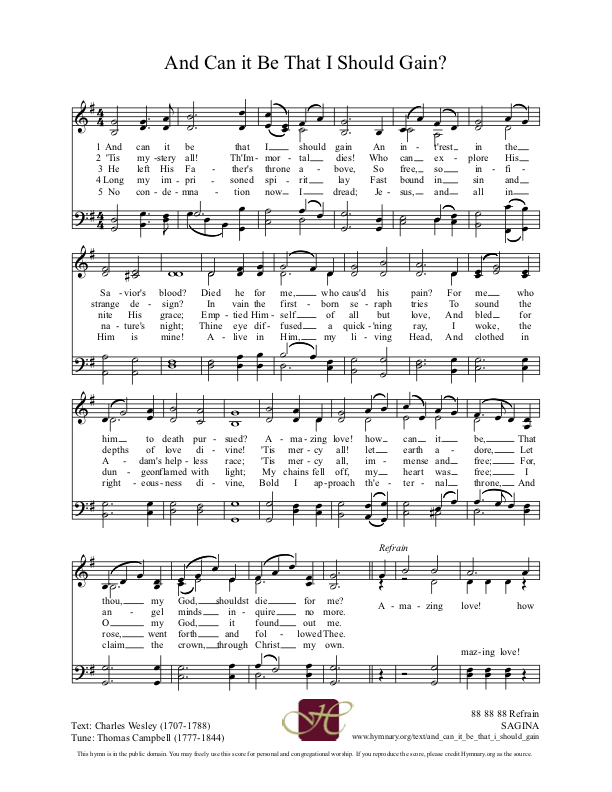 And Can it Be That I Should Gain?
1 And can it be that I should gain An in - t'rest in the
2 'Tis my - stery all! Th'Im - mor - tal dies! Who can ex - plore His
3 He left His Fa - ther's throne a - bove, So free, so in - fi -
4 Long my im - pri - soned spi - rit lay Fast bound in sin and
5 No con - de - mna - tion now I dread; Je - sus, and all in
Sa - vior's blood? Died he for me, who caus'd his pain? For me who
strange de - sign? In vain the first - born se - raph tries To sound the
nite His grace; Emp - tied Him - self of all but love, And bled for
na - ture's night; Thine eye dif - fused a quick - 'ning ray, I woke, the
Him is mine! A - live in Him, my li - ving Head, And clothed in
him to death pur - sued? A - ma - zing love! how can it be, That
depths of love di - vine! 'Tis mer - cy all! let earth a - dore, Let
A - dam's help - less race; 'Tis mer - cy all, im - mense and free; For,
dun - geon flamed with light; My chains fell off, my heart was free; I
right - eous - ness di - vine, Bold I ap - proach th'e - ter - nal throne, And
Refrain
thou, my God, shouldst die for me? A - ma - zing love! how
an - gel minds in - quire no more.
O my God, it found out me.
rose, went forth and fol - lowed Thee.
claim the crown, through Christ my own.
mazing love!
88 88 88 Refrain
Text: Charles Wesley (1707-1788) SAGINA
Tune: Thomas Campbell (1777-1844) www.hymnary.org/text/and_can_it_be_that_i_should_gain
This hymn is in the public domain. You may freely use this score for personal and congregational worship. If you reproduce the score, please credit Hymnary.org as the source.